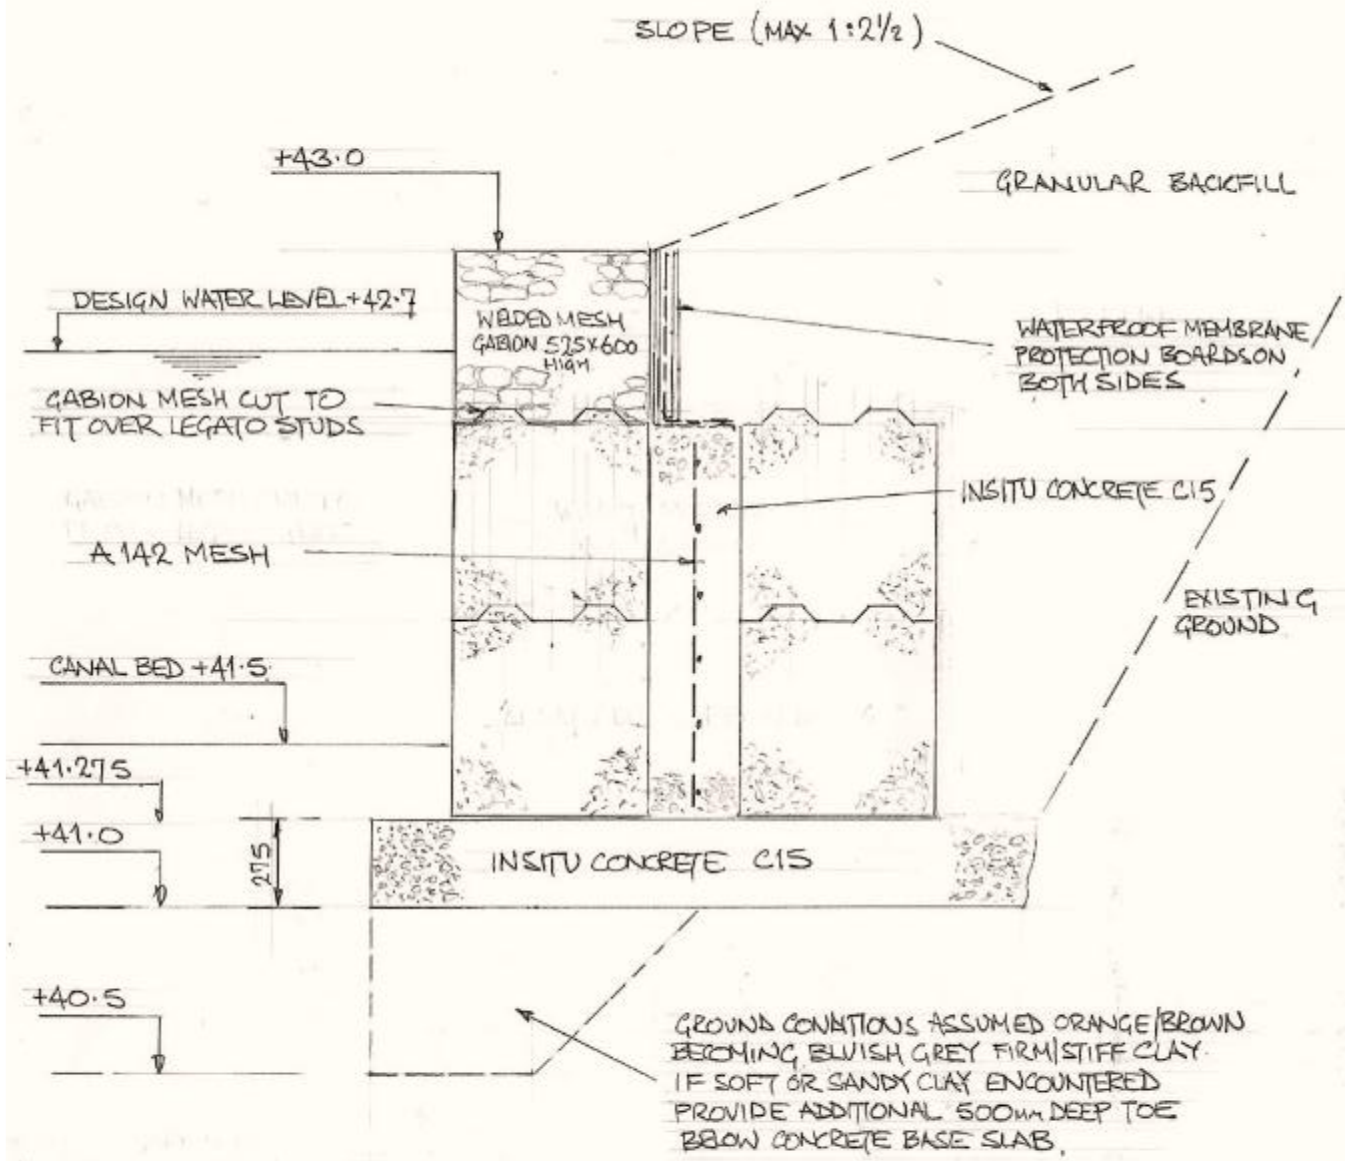 SLOPE (MAX 1:2½)
+43.0
GRANULAR BACKFILL
DESIGN WATER LEVEL +42.7
WELDED MESH
GABION 525X600
HIGH
WATERPROOF MEMBRANE
PROTECTION BOARDS ON
BOTH SIDES
GABION MESH CUT TO
FIT OVER LEGATO STUDS
INSITU CONCRETE C15
A142 MESH
EXISTING
GROUND
CANAL BED +41.5
+41.275
+41.0
275
INSITU CONCRETE C15
+40.5
GROUND CONDITIONS ASSUMED ORANGE/BROWN
BECOMING BLUISH GREY FIRM/STIFF CLAY.
IF SOFT OR SANDY CLAY ENCOUNTERED
PROVIDE ADDITIONAL 500mm DEEP TOE
BELOW CONCRETE BASE SLAB.